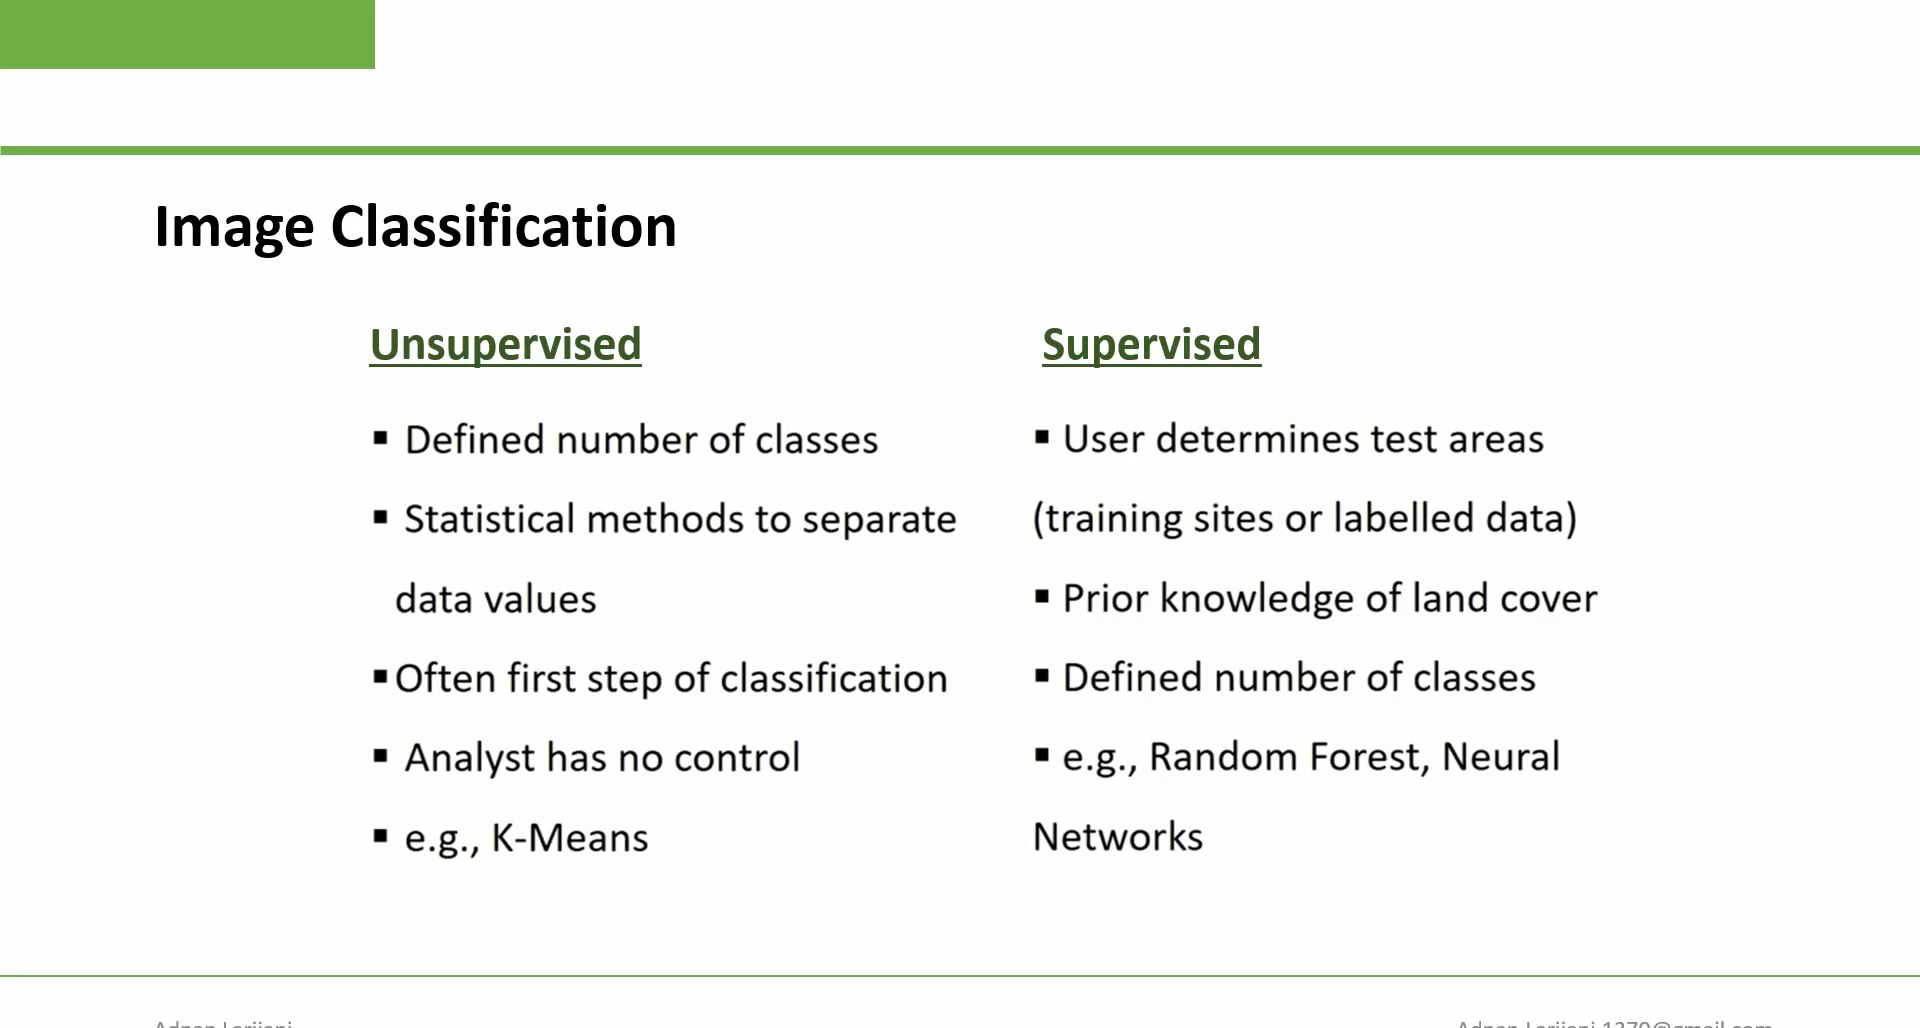 Image Classification
Unsupervised
▪ Defined number of classes
▪ Statistical methods to separate
data values
▪ Often first step of classification
▪ Analyst has no control
▪ e.g., K-Means
Supervised
▪ User determines test areas
(training sites or labelled data)
▪ Prior knowledge of land cover
▪ Defined number of classes
▪ e.g., Random Forest, Neural
Networks